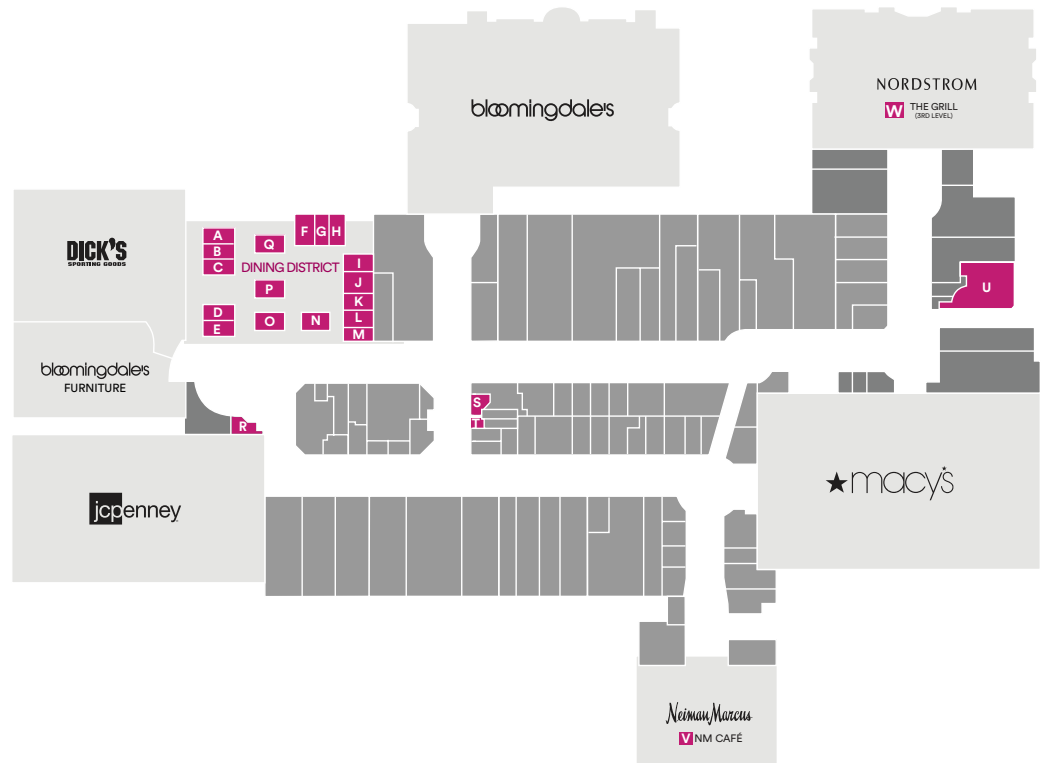 bloomingdale's
NORDSTROM
W THE GRILL
(3RD LEVEL)
DICK'S
SPORTING GOODS
A
B
C
D
E
F G H
Q
DINING DISTRICT
P
O
N
I
J
K
L
M
U
bloomingdale's
FURNITURE
R
S
T
jcpenney
macy's
Neiman Marcus
V NM CAFÉ